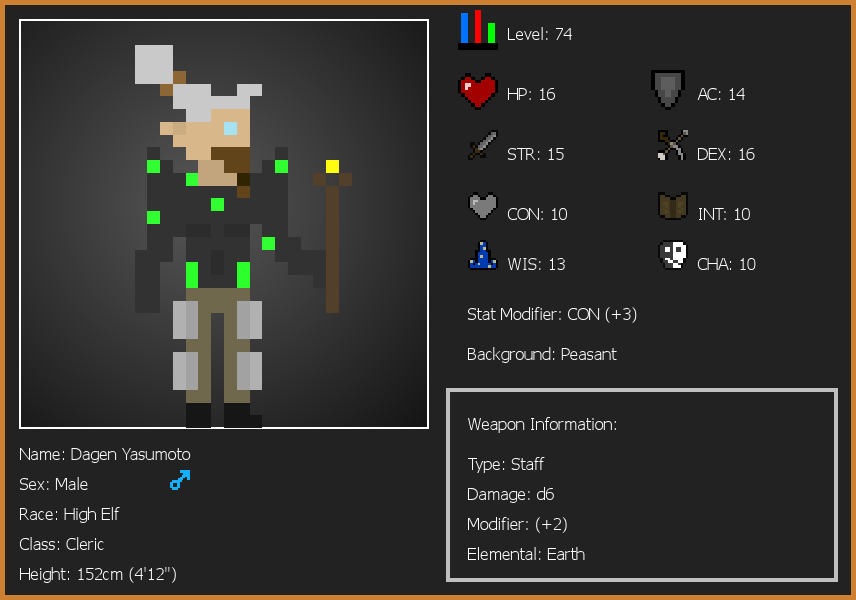 Level: 74
HP: 16
AC: 14
STR: 15
DEX: 16
CON: 10
INT: 10
WIS: 13
CHA: 10
Stat Modifier: CON (+3)
Background: Peasant
Weapon Information:
Type: Staff
Damage: d6
Modifier: (+2)
Elemental: Earth
Name: Dagen Yasumoto
Sex: Male
Race: High Elf
Class: Cleric
Height: 152cm (4'12")